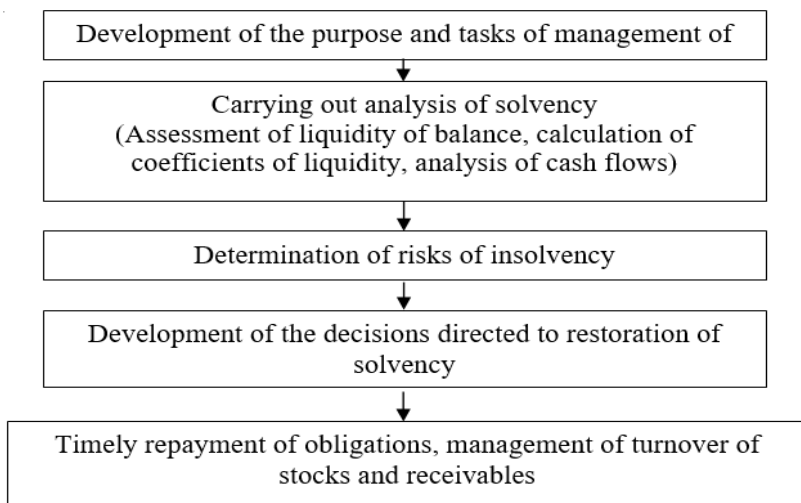 Development of the purpose and tasks of management of
Carrying out analysis of solvency
(Assessment of liquidity of balance, calculation of
coefficients of liquidity, analysis of cash flows)
Determination of risks of insolvency
Development of the decisions directed to restoration of
solvency
Timely repayment of obligations, management of turnover of
stocks and receivables